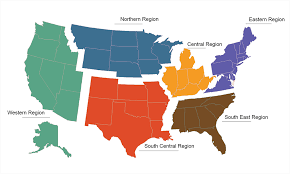 Northern Region
Eastern Region
Central Region
Western Region
South East Region
South Central Region